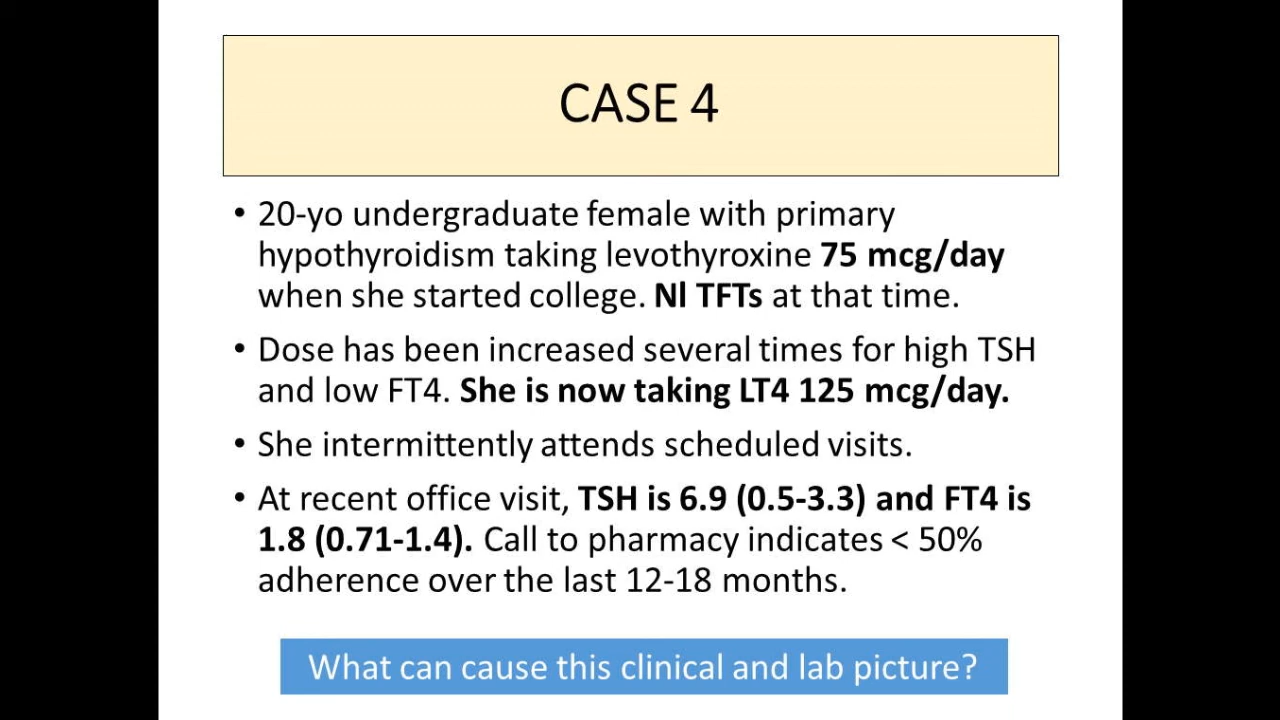 CASE 4
• 20-yo undergraduate female with primary
hypothyroidism taking levothyroxine 75 mcg/day
when she started college. Nl TFTs at that time.
• Dose has been increased several times for high TSH
and low FT4. She is now taking LT4 125 mcg/day.
• She intermittently attends scheduled visits.
• At recent office visit, TSH is 6.9 (0.5-3.3) and FT4 is
1.8 (0.71-1.4). Call to pharmacy indicates < 50%
adherence over the last 12-18 months.
What can cause this clinical and lab picture?